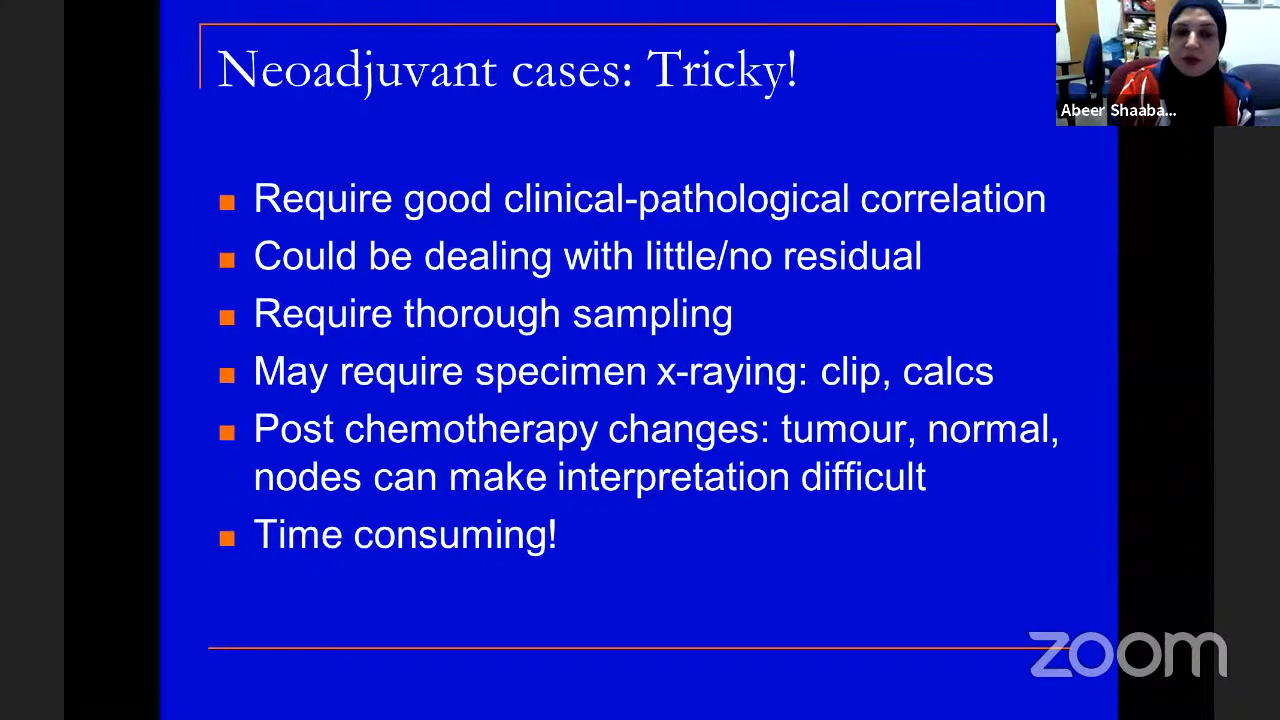 Neoadjuvant cases: Tricky!
Abeer Shaaba...
Require good clinical-pathological correlation
Could be dealing with little/no residual
Require thorough sampling
May require specimen x-raying: clip, calcs
Post chemotherapy changes: tumour, normal,
nodes can make interpretation difficult
Time consuming!
zoom